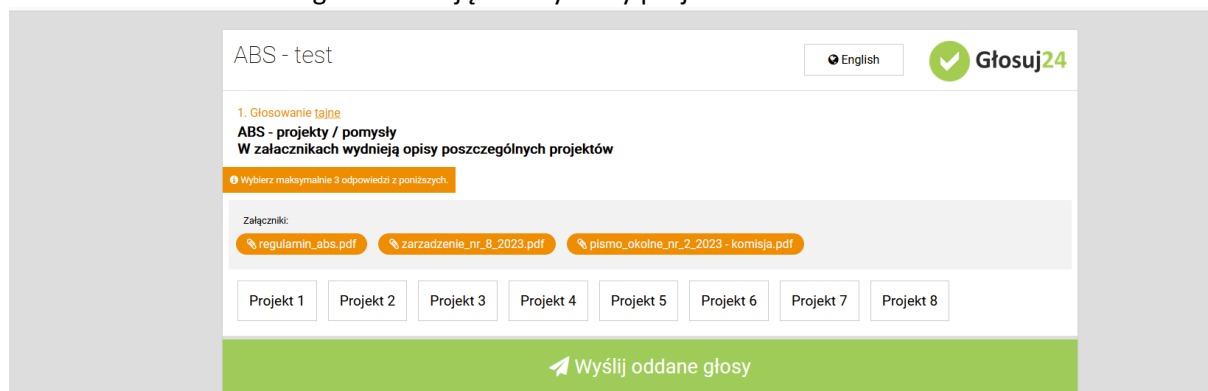 ABS - test
English
Głosuj24
1. Głosowanie tajne
ABS - projekty / pomysły
W załacznikach wydnieją opisy poszczególnych projektów
Wybierz maksymalnie 3 odpowiedzi z poniższych.
Załączniki:
regulamin_abs.pdf zarzadzenie_nr_8_2023.pdf pismo_okolne_nr_2_2023 - komisja.pdf
Projekt 1 Projekt 2 Projekt 3 Projekt 4 Projekt 5 Projekt 6 Projekt 7 Projekt 8
Wyślij oddane głosy